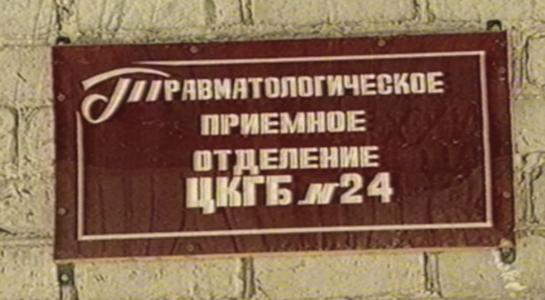 ТРАВМАТОЛОГИЧЕСКОЕ
ПРИЕМНОЕ
ОТДЕЛЕНИЕ
ЦКГБ №24